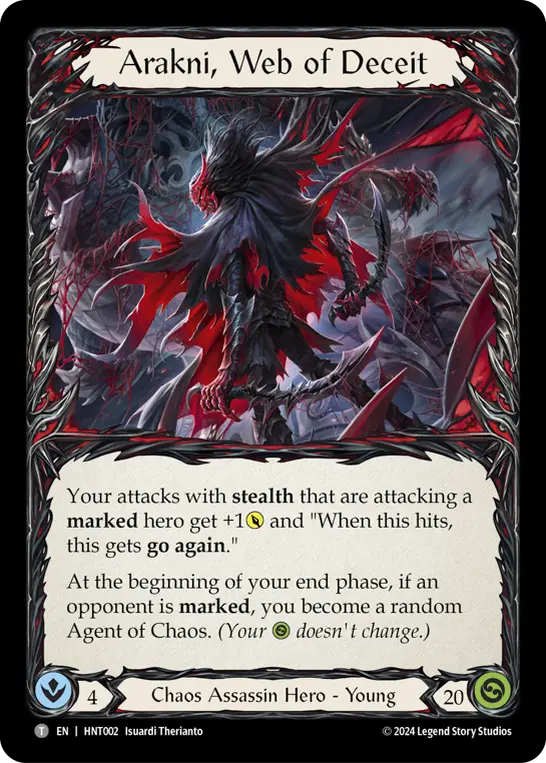 Arakni, Web of Deceit
Your attacks with stealth that are attacking a
marked hero get +1 and "When this hits,
this gets go again."
At the beginning of your end phase, if an
opponent is marked, you become a random
Agent of Chaos. (Your doesn't change.)
4
Chaos Assassin Hero - Young
20
T EN | HNT002 Isuardi Therianto
© 2024 Legend Story Studios